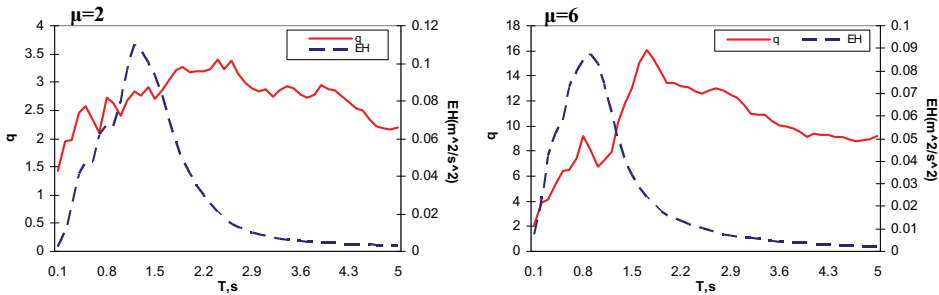 μ=2
4
3.5
3
2.5
2
1.5
1
0.5
0
q
0.12
0.1
0.08
0.06
0.04
0.02
0
EH(m^2/s^2)
q
EH
0.1 0.8 1.5 2.2 2.9 3.6 4.3 5
T,s
μ=6
18
16
14
12
10
8
6
4
2
0
q
0.1
0.09
0.08
0.07
0.06
0.05
0.04
0.03
0.02
0.01
0
EH(m^2/s^2)
q EH
0.1 0.8 1.5 2.2 2.9 3.6 4.3 5
T,s